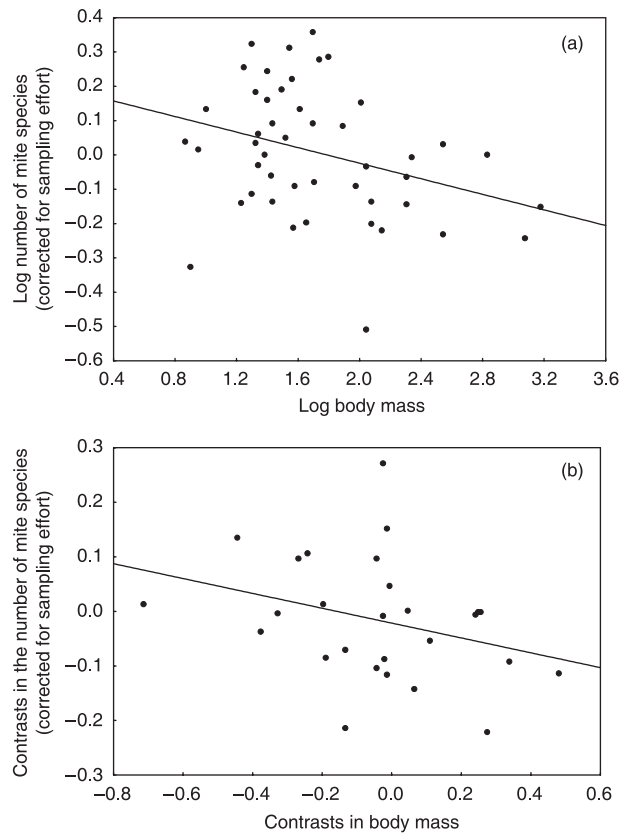 (a)
Log number of mite species
(corrected for sampling effort)
0.4
0.3
0.2
0.1
0.0
−0.1
−0.2
−0.3
−0.4
−0.5
−0.6
0.4 0.8 1.2 1.6 2.0 2.4 2.8 3.2 3.6
Log body mass
(b)
Contrasts in the number of mite species
(corrected for sampling effort)
0.3
0.2
0.1
0.0
−0.1
−0.2
−0.3
−0.8 −0.6 −0.4 −0.2 0.0 0.2 0.4 0.6
Contrasts in body mass